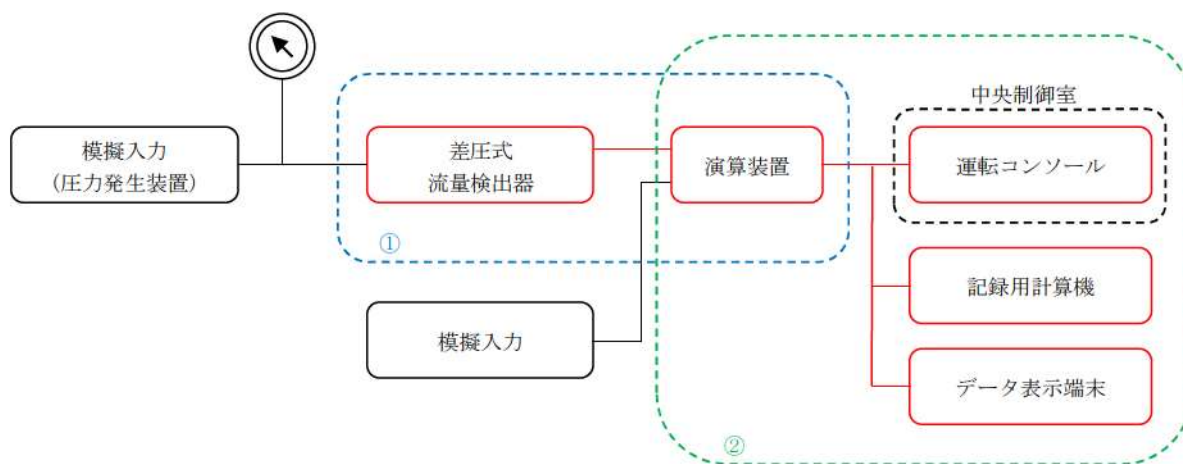 中央制御室
模擬入力
(圧力発生装置)
差圧式
流量検出器
演算装置
運転コンソール
①
模擬入力
記録用計算機
データ表示端末
②